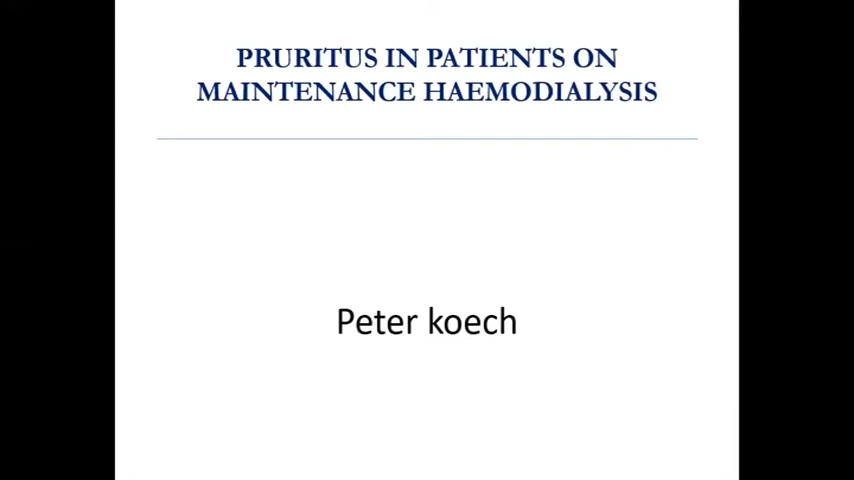 PRURITUS IN PATIENTS ON
MAINTENANCE HAEMODIALYSIS
Peter koech